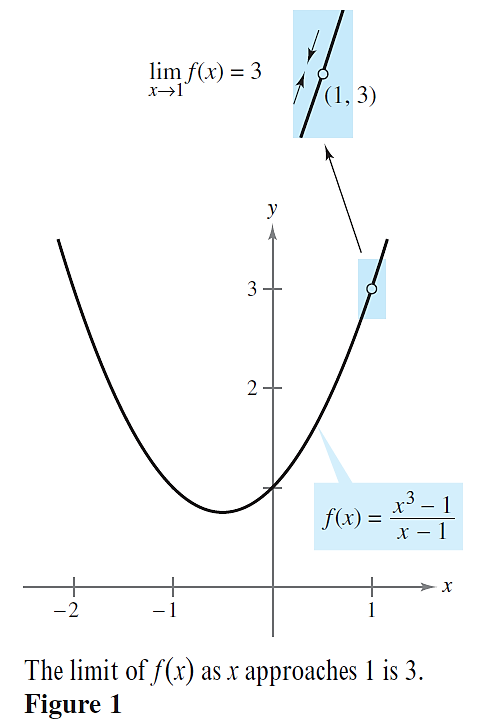 lim f(x) = 3
x→1
(1, 3)
y
3
2
f(x) = x³ − 1 / x − 1
x
−2
−1
1
The limit of f(x) as x approaches 1 is 3.
Figure 1